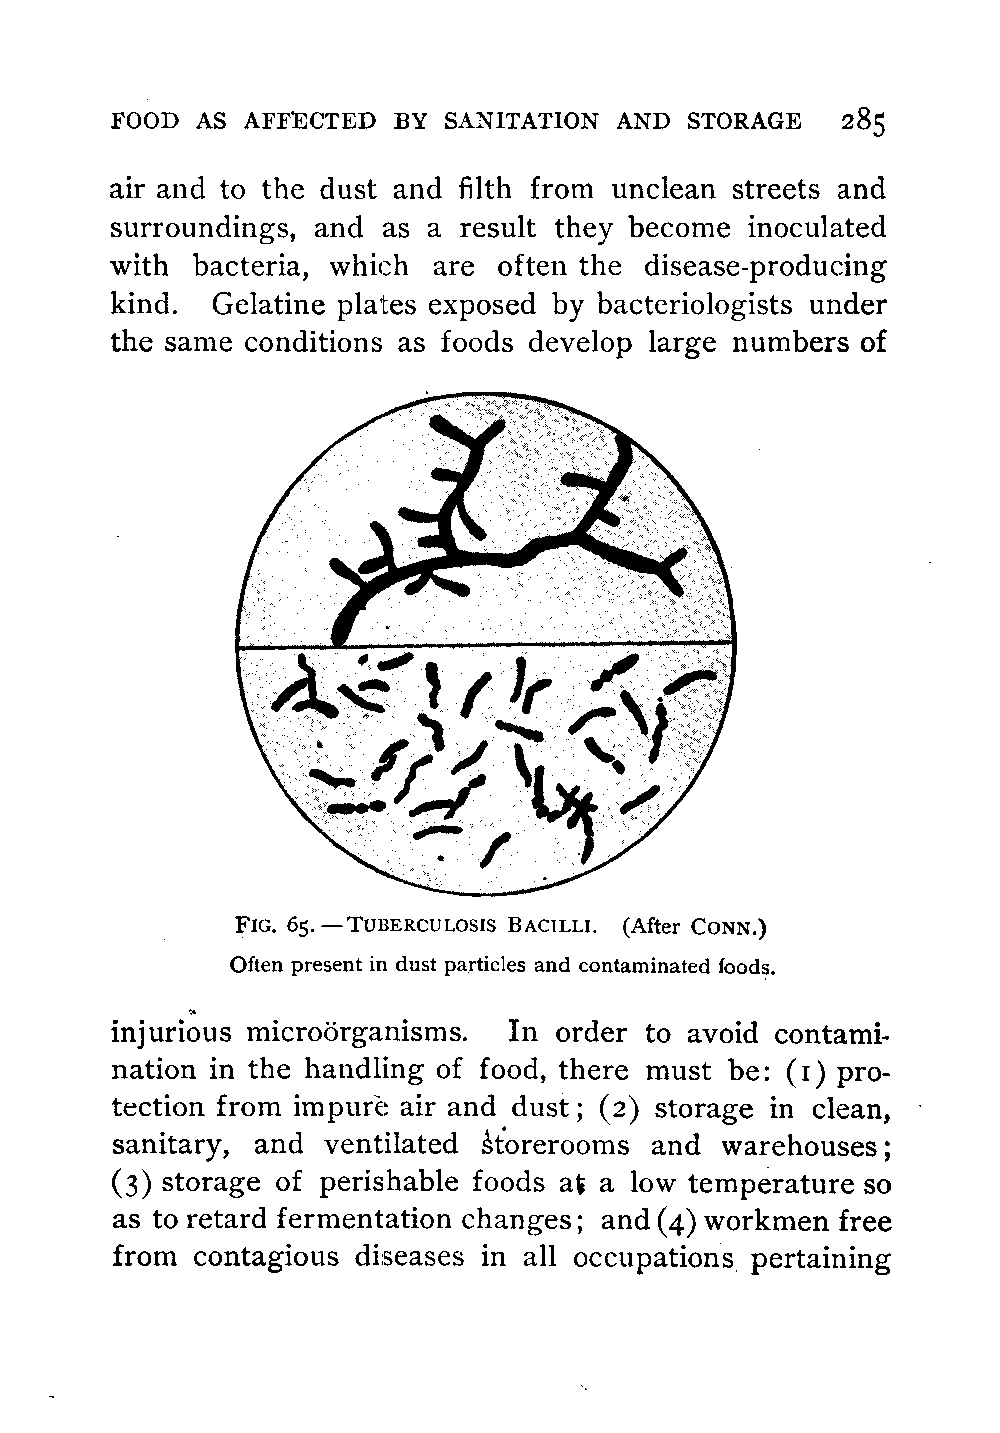 FOOD AS AFFECTED BY SANITATION AND STORAGE 285
air and to the dust and filth from unclean streets and
surroundings, and as a result they become inoculated
with bacteria, which are often the disease-producing
kind. Gelatine plates exposed by bacteriologists under
the same conditions as foods develop large numbers of
FIG. 65.—TUBERCULOSIS BACILLI. (After CONN.)
Often present in dust particles and contaminated foods.
injurious microörganisms. In order to avoid contami-
nation in the handling of food, there must be: (1) pro-
tection from impure air and dust; (2) storage in clean,
sanitary, and ventilated storerooms and warehouses;
(3) storage of perishable foods at a low temperature so
as to retard fermentation changes; and (4) workmen free
from contagious diseases in all occupations pertaining